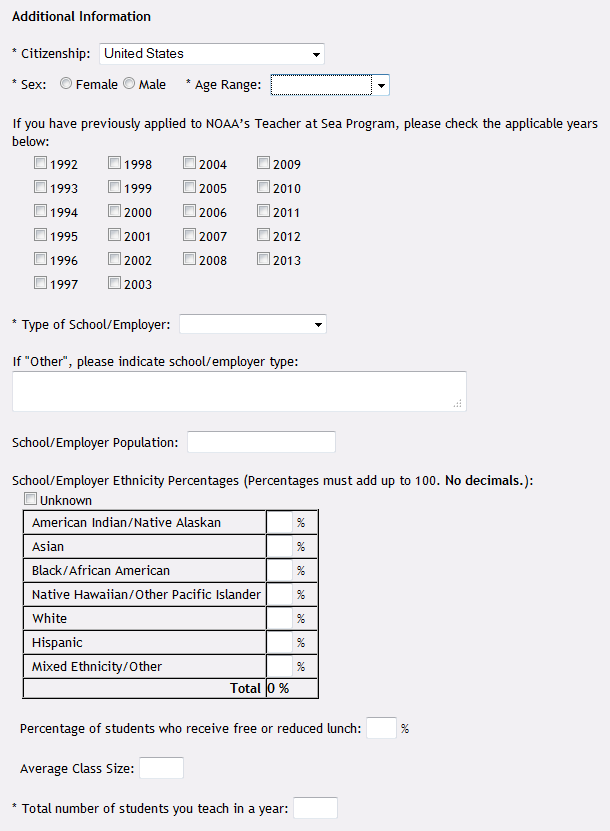 Additional Information
* Citizenship: United States
* Sex: Female Male * Age Range:
If you have previously applied to NOAA's Teacher at Sea Program, please check the applicable years
below:
1992 1998 2004 2009
1993 1999 2005 2010
1994 2000 2006 2011
1995 2001 2007 2012
1996 2002 2008 2013
1997 2003
* Type of School/Employer:
If "Other", please indicate school/employer type:
School/Employer Population:
School/Employer Ethnicity Percentages (Percentages must add up to 100. No decimals.):
Unknown
American Indian/Native Alaskan %
Asian %
Black/African American %
Native Hawaiian/Other Pacific Islander %
White %
Hispanic %
Mixed Ethnicity/Other %
Total 0 %
Percentage of students who receive free or reduced lunch: %
Average Class Size:
* Total number of students you teach in a year: